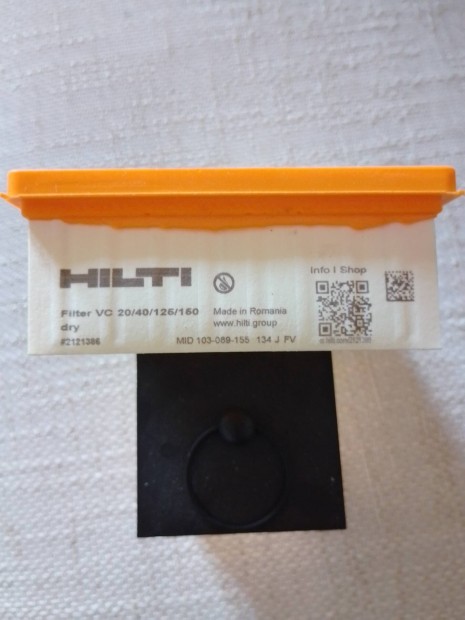 HILTI
Filter VC 20/40/125/150
dry
#2121386
Made in Romania
www.hilti.group
MID 103-089-155 134 J PV
Info I Shop